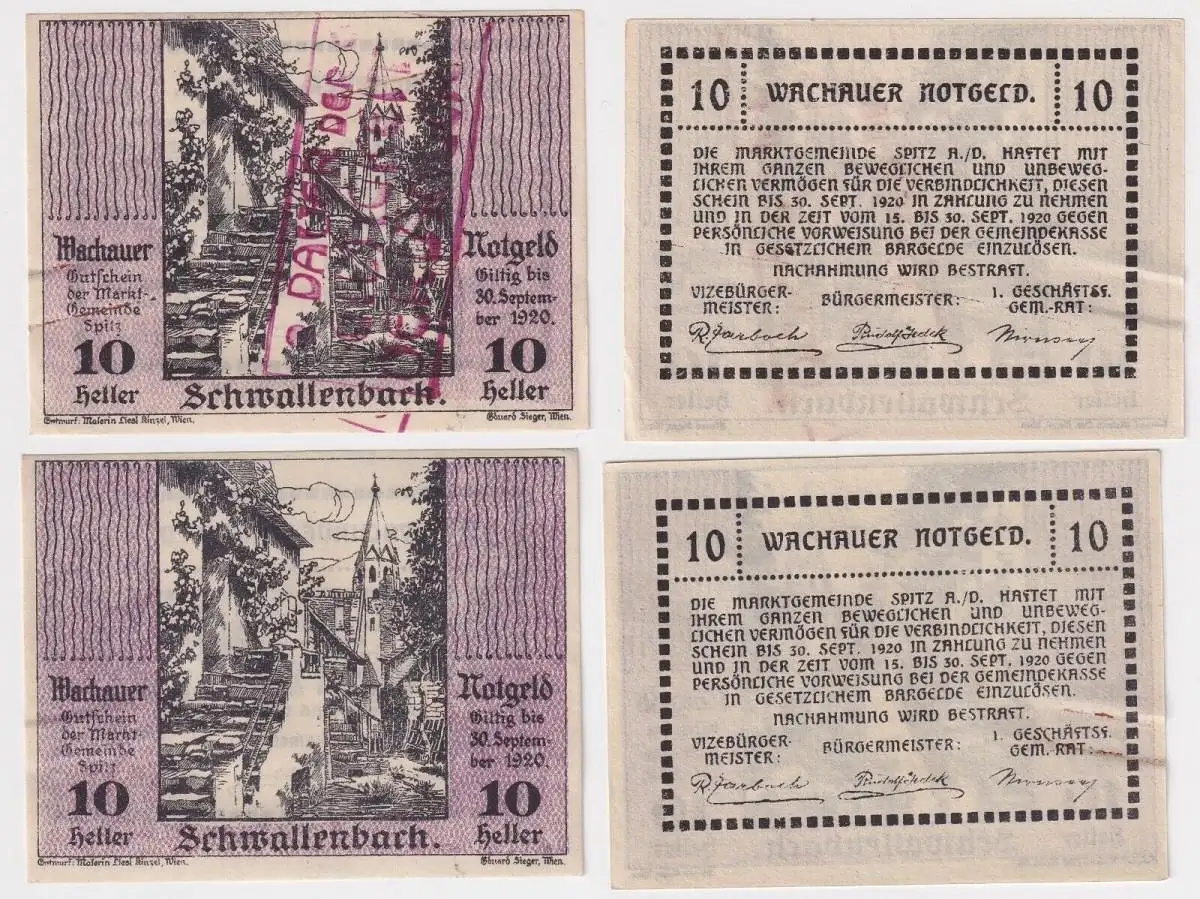 Wachauer
Gutschein
der Markt-
Gemeinde
Spitz
10
Heller
Notgeld
Giltig bis
30. Septem-
ber 1920.
10
Heller
Schwallenbach.
Entwurf: Malerin Liesl Kinzel, Wien.
Eduard Sieger, Wien.
DAUER DER
10 WACHAUER NOTGELD. 10
DIE MARKTGEMEINDE SPITZ A./D. HAFTET MIT
IHREM GANZEN BEWEGLICHEN UND UNBEWEG-
LICHEN VERMÖGEN FÜR DIE VERBINDLICHKEIT, DIESEN
SCHEIN BIS 30. SEPT. 1920 IN ZAHLUNG ZU NEHMEN
UND IN DER ZEIT VOM 15. BIS 30. SEPT. 1920 GEGEN
PERSÖNLICHE VORWEISUNG BEI DER GEMEINDEKASSE
IN GESETZLICHEM BARGELDE EINZULÖSEN.
NACHAHMUNG WIRD BESTRAFT.
VIZEBÜRGER-
MEISTER:
BÜRGERMEISTER:
1. GESCHÄFTSF.
GEM.-RAT:
Wachauer
Gutschein
der Markt-
Gemeinde
Spitz
10
Heller
Notgeld
Giltig bis
30. Septem-
ber 1920.
10
Heller
Schwallenbach.
Entwurf: Malerin Liesl Kinzel, Wien.
Eduard Sieger, Wien.
10 WACHAUER NOTGELD. 10
DIE MARKTGEMEINDE SPITZ A./D. HAFTET MIT
IHREM GANZEN BEWEGLICHEN UND UNBEWEG-
LICHEN VERMÖGEN FÜR DIE VERBINDLICHKEIT, DIESEN
SCHEIN BIS 30. SEPT. 1920 IN ZAHLUNG ZU NEHMEN
UND IN DER ZEIT VOM 15. BIS 30. SEPT. 1920 GEGEN
PERSÖNLICHE VORWEISUNG BEI DER GEMEINDEKASSE
IN GESETZLICHEM BARGELDE EINZULÖSEN.
NACHAHMUNG WIRD BESTRAFT.
VIZEBÜRGER-
MEISTER:
BÜRGERMEISTER:
1. GESCHÄFTSF.
GEM.-RAT: